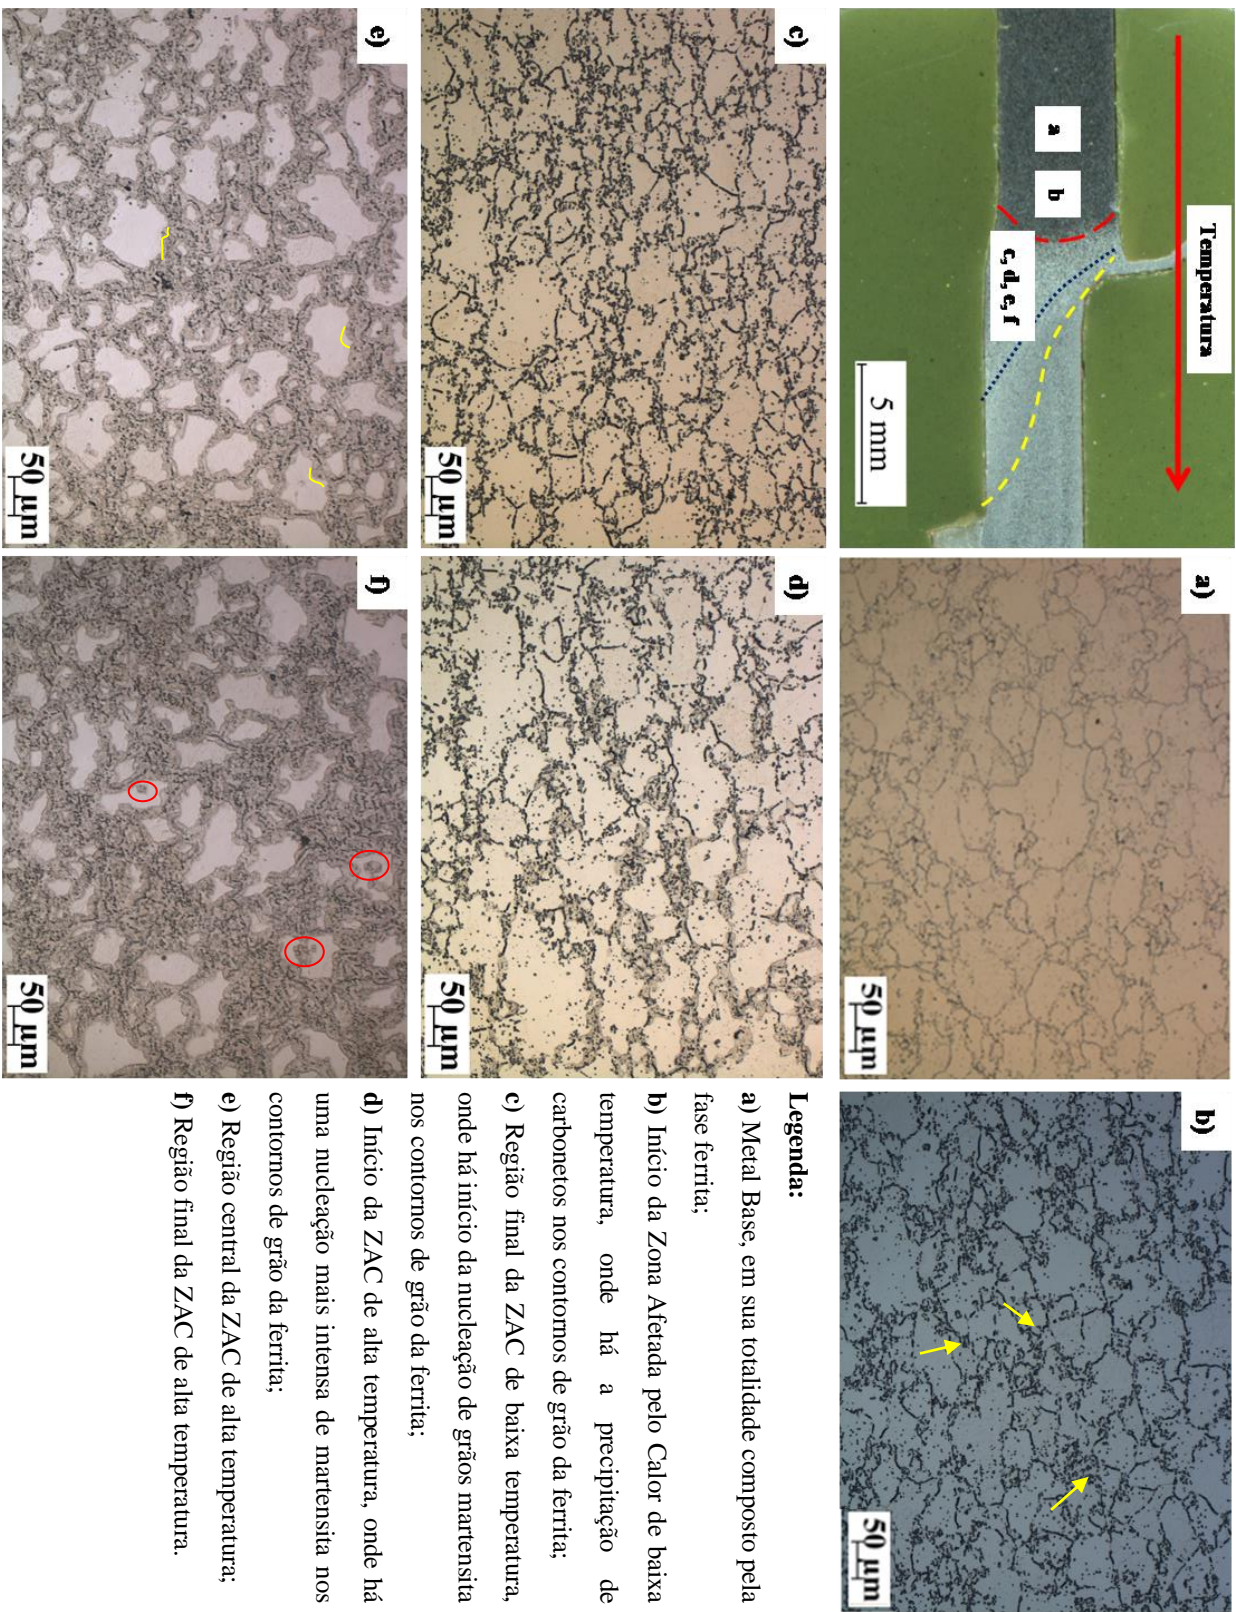 Temperatura
a
b
c, d, e, f
5 mm
a)
50 µm
b)
50 µm
c)
50 µm
d)
50 µm
e)
50 µm
f)
50 µm
Legenda:
a) Metal Base, em sua totalidade composto pela
fase ferrita;
b) Início da Zona Afetada pelo Calor de baixa
temperatura, onde há a precipitação de
carbonetos nos contornos de grão da ferrita;
c) Região final da ZAC de baixa temperatura,
onde há início da nucleação de grãos martensita
nos contornos de grão da ferrita;
d) Início da ZAC de alta temperatura, onde há
uma nucleação mais intensa de martensita nos
contornos de grão da ferrita;
e) Região central da ZAC de alta temperatura;
f) Região final da ZAC de alta temperatura.